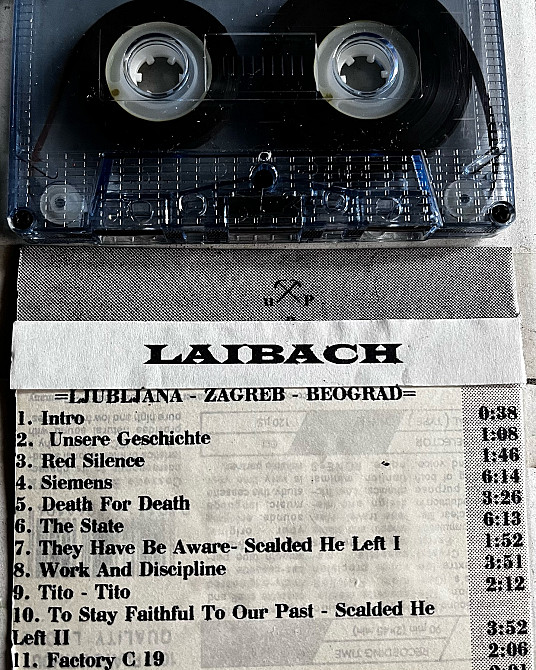 U P
LAIBACH
=LJUBLJANA - ZAGREB - BEOGRAD=
1. Intro 0:38
2. Unsere Geschichte 1:08
3. Red Silence 1:46
4. Siemens 6:14
5. Death For Death 3:26
6. The State 6:13
7. They Have Be Aware- Scalded He Left I 1:52
8. Work And Discipline 3:51
9. Tito - Tito 2:12
10. To Stay Faithful To Our Past - Scalded He
Left II 3:52
11. Factory C 19 2:06